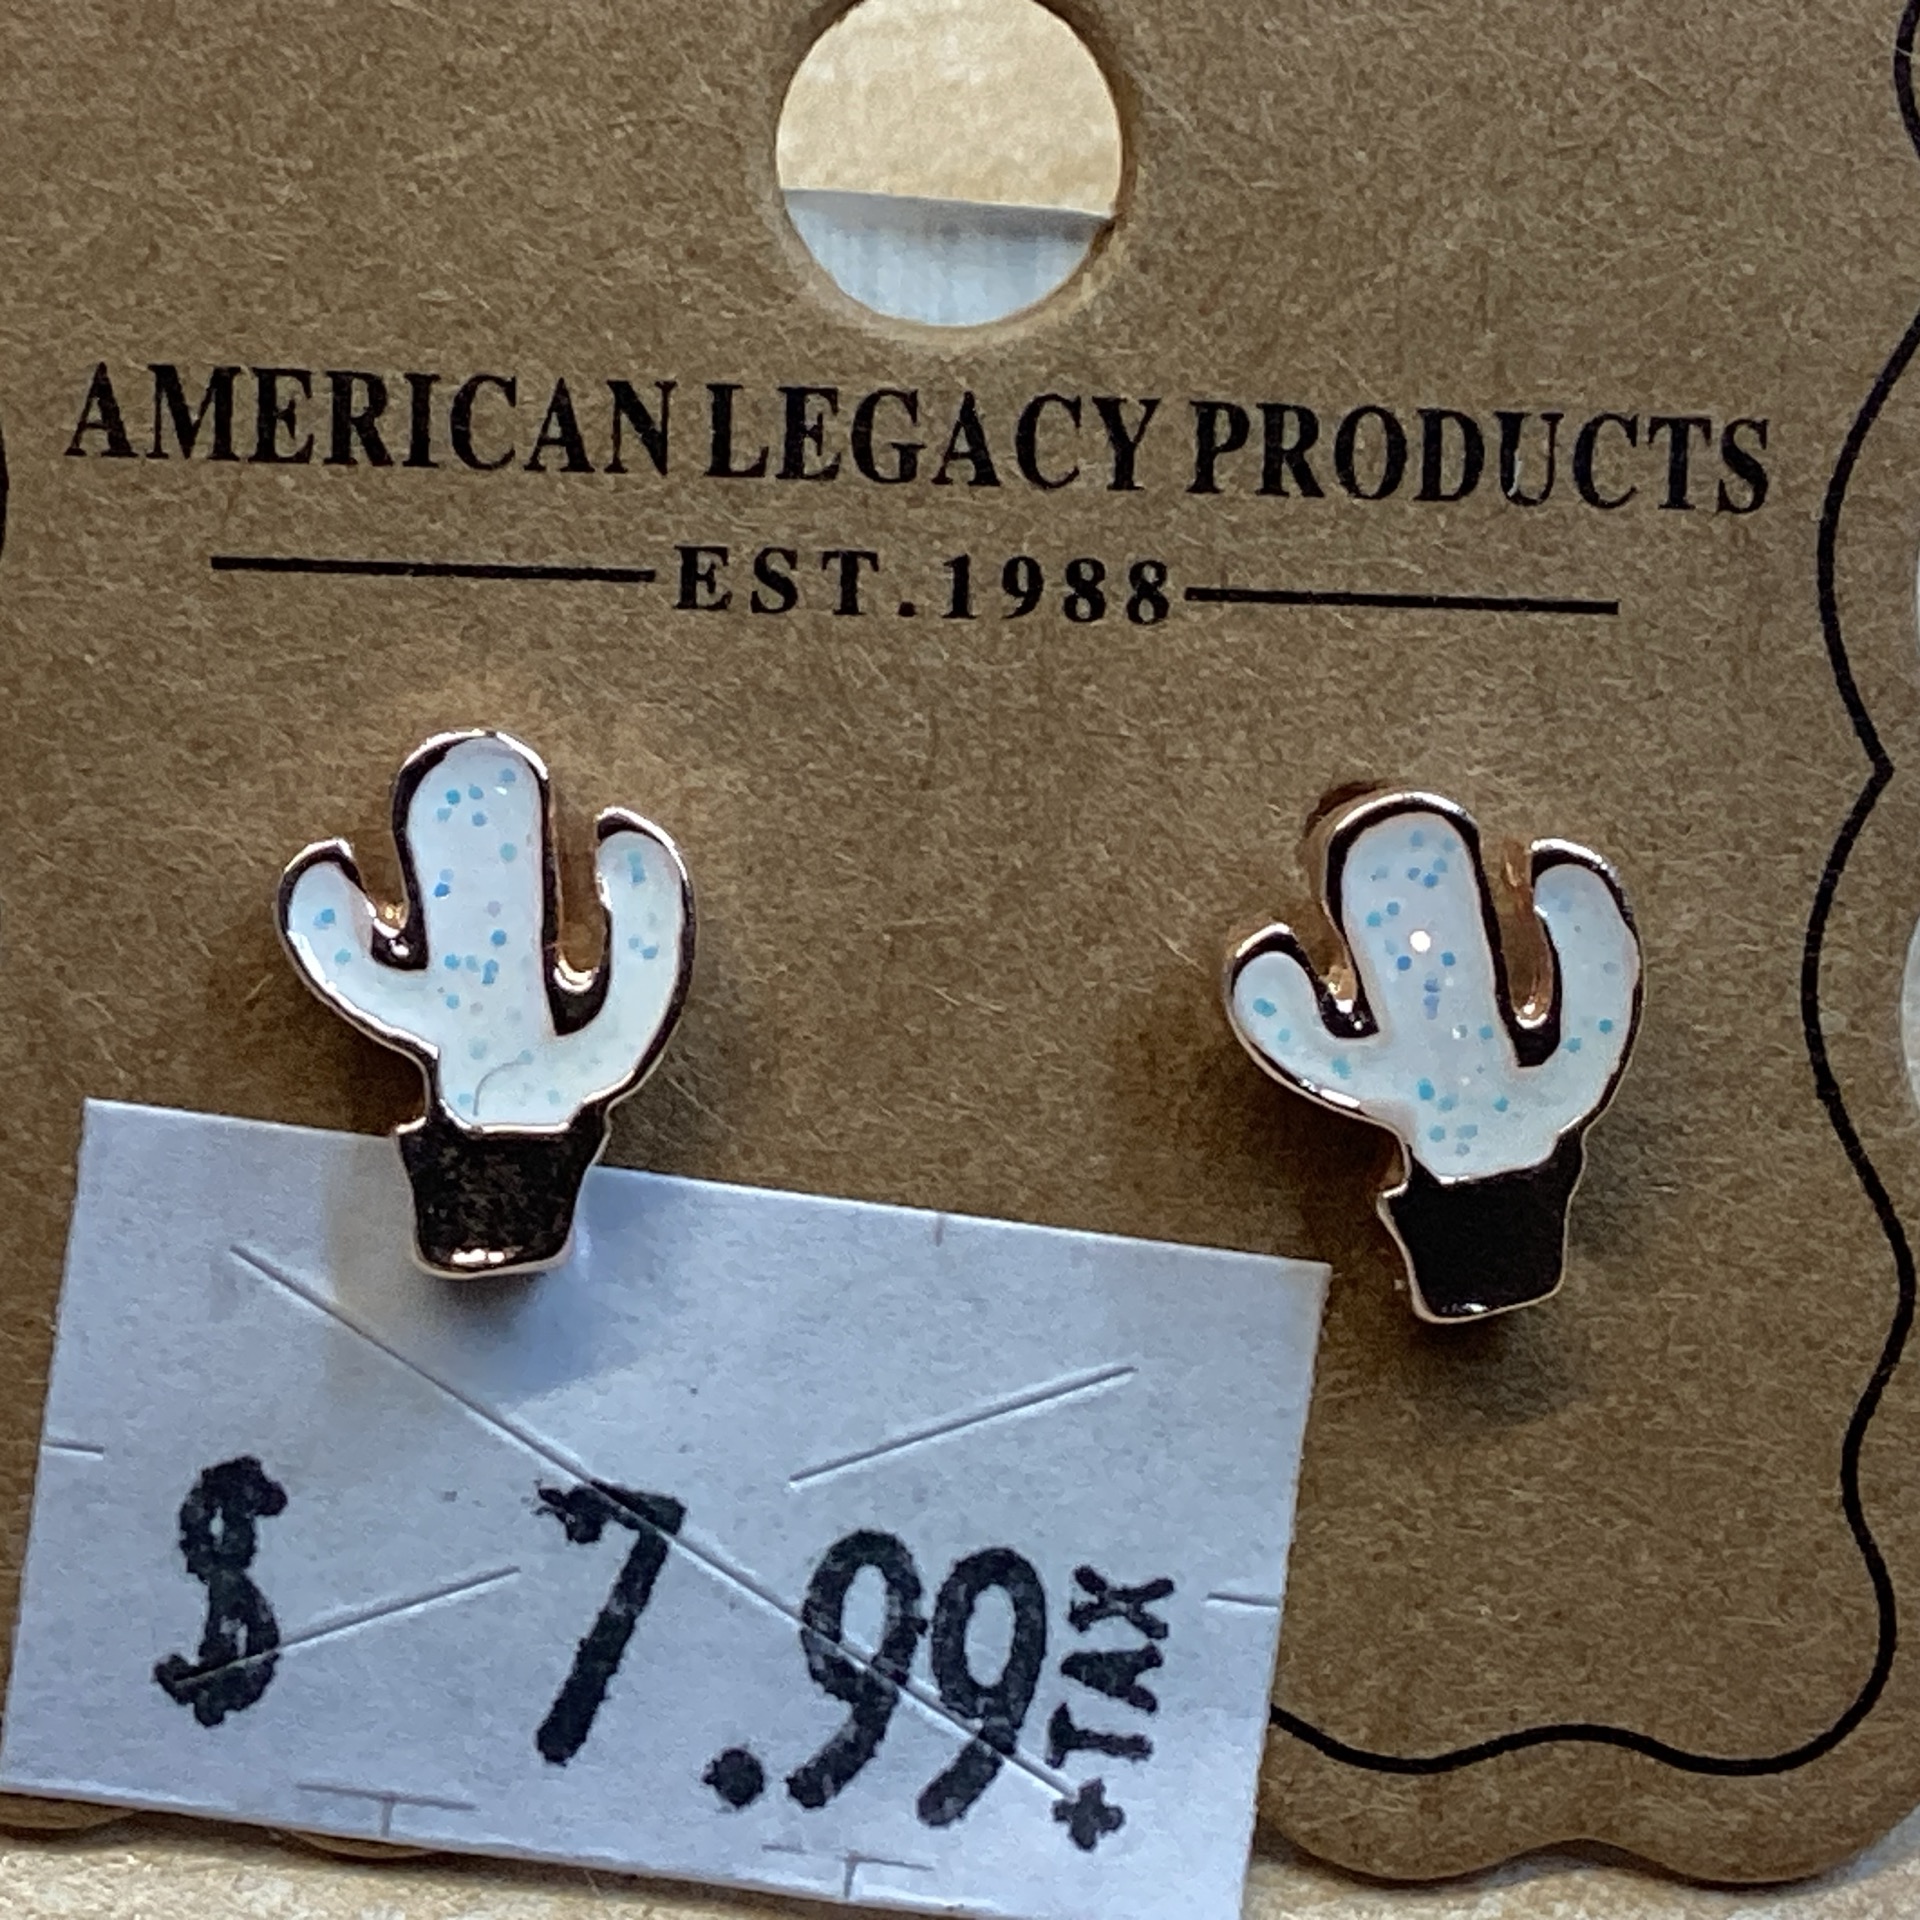 AMERICAN LEGACY PRODUCTS
EST.1988
$ 7.99 +TAX